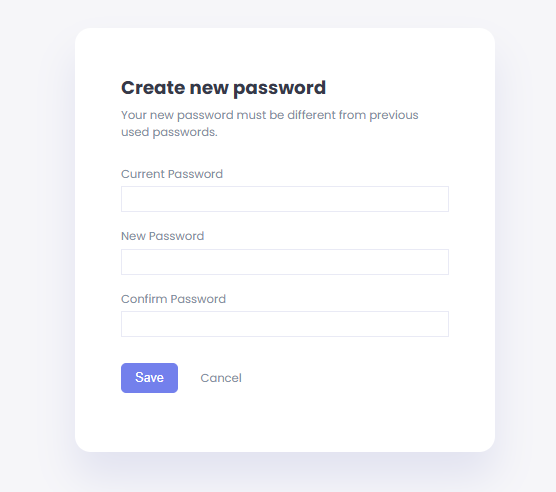 Create new password
Your new password must be different from previous
used passwords.
Current Password
New Password
Confirm Password
Save
Cancel